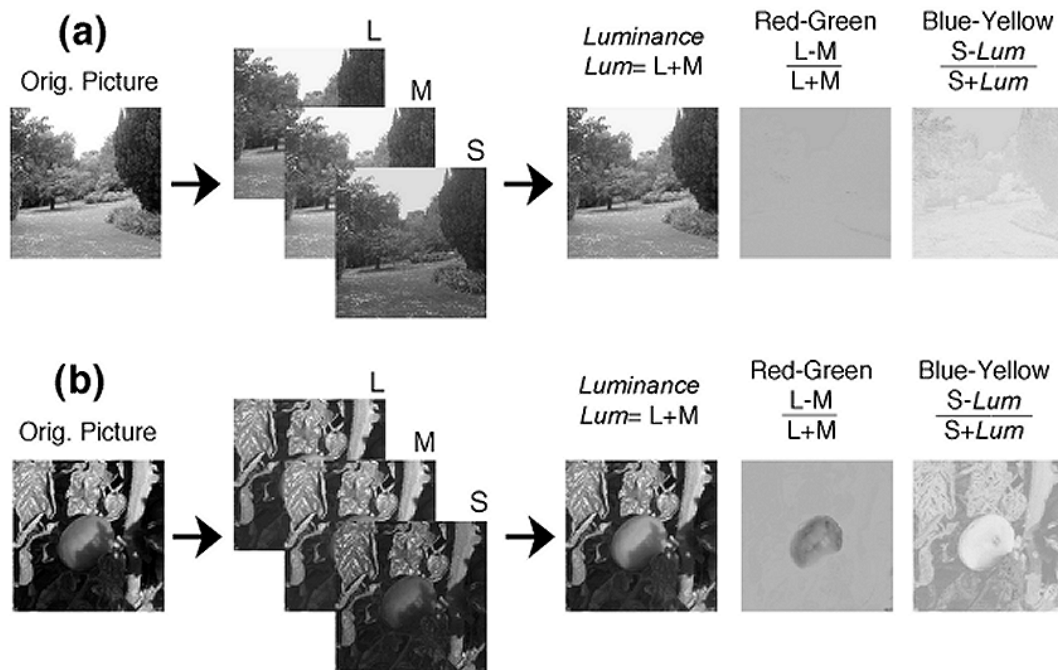 (a)
Orig. Picture
L
M
S
Luminance
Lum= L+M
Red-Green
L-M
L+M
Blue-Yellow
S-Lum
S+Lum
(b)
Orig. Picture
L
M
S
Luminance
Lum= L+M
Red-Green
L-M
L+M
Blue-Yellow
S-Lum
S+Lum